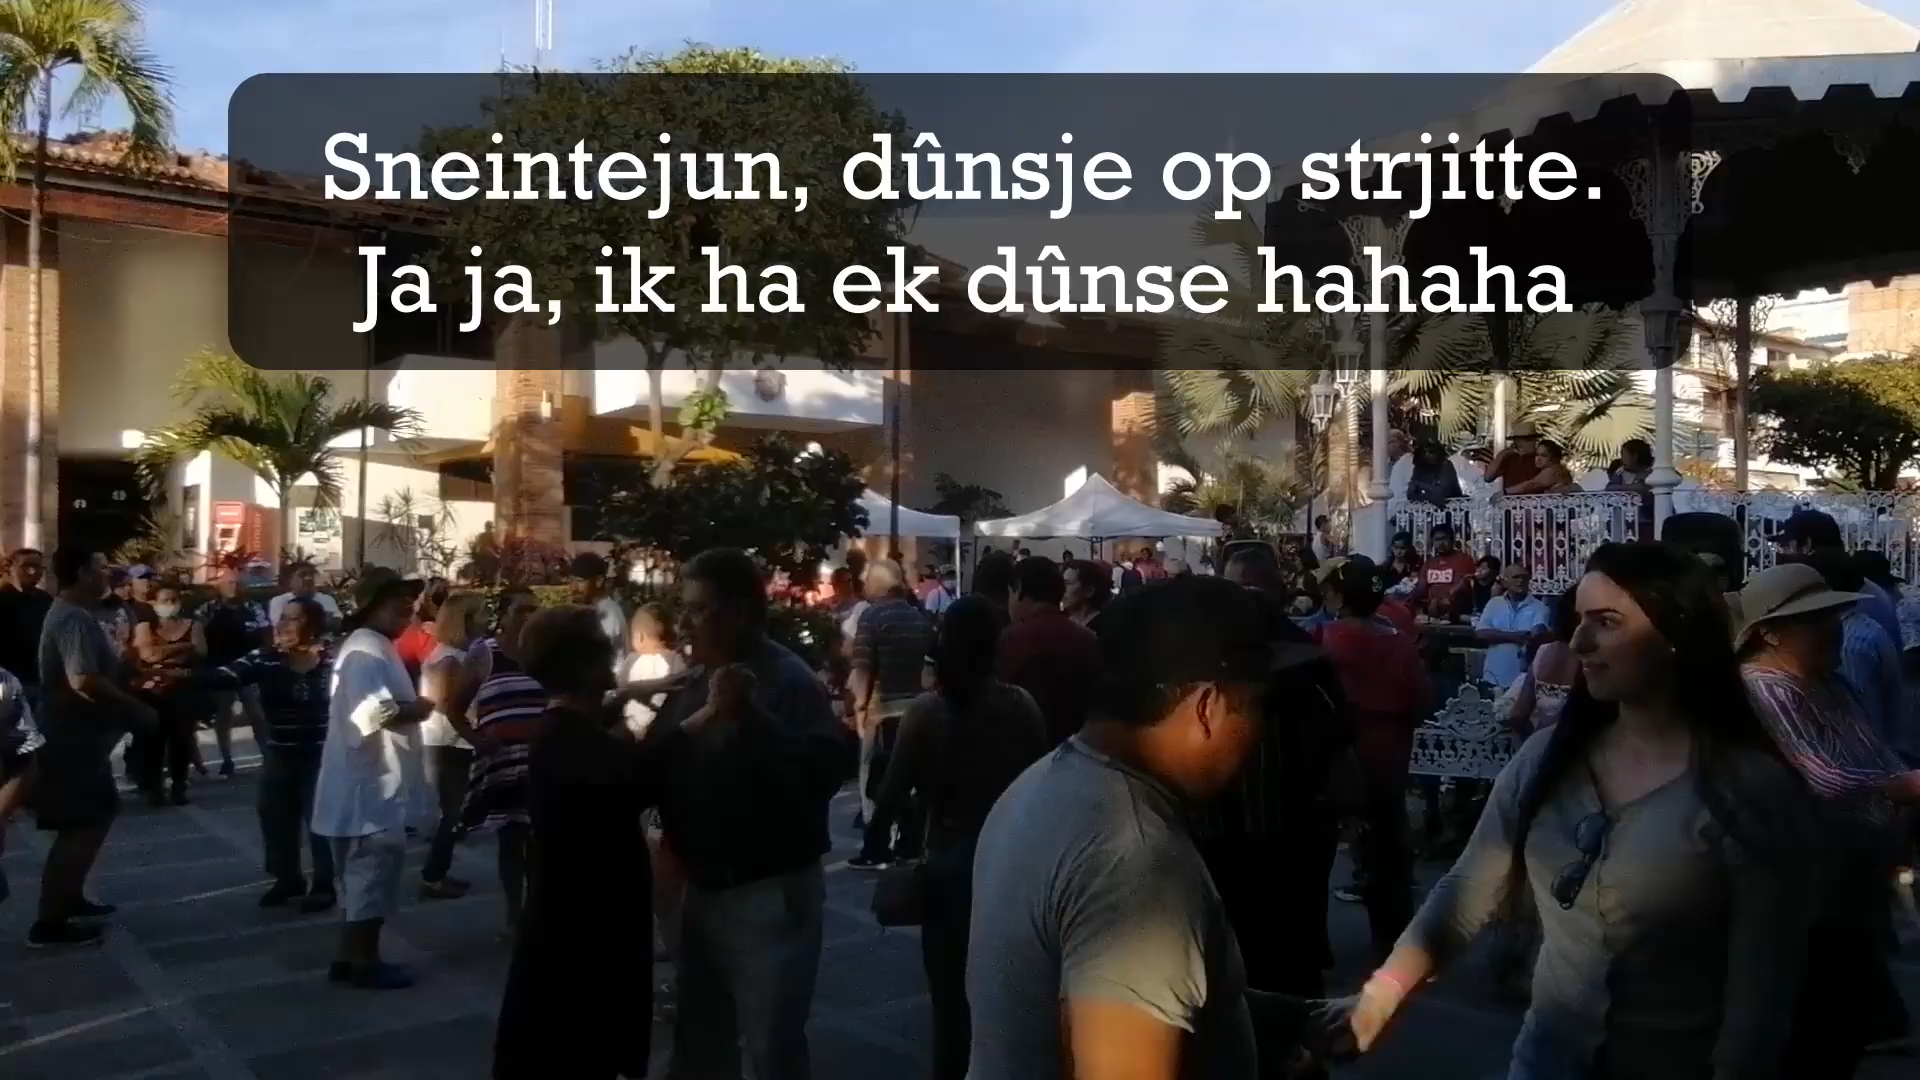 Sneintejun, dûnsje op strjitte.
Ja ja, ik ha ek dûnse hahaha